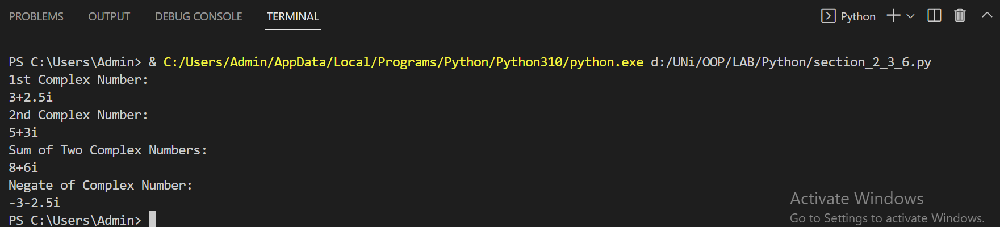 PROBLEMS OUTPUT DEBUG CONSOLE TERMINAL Python
PS C:\Users\Admin> & C:/Users/Admin/AppData/Local/Programs/Python/Python310/python.exe d:/UNi/OOP/LAB/Python/section_2_3_6.py
1st Complex Number:
3+2.5i
2nd Complex Number:
5+3i
Sum of Two Complex Numbers:
8+6i
Negate of Complex Number:
-3-2.5i
PS C:\Users\Admin>
Activate Windows
Go to Settings to activate Windows.